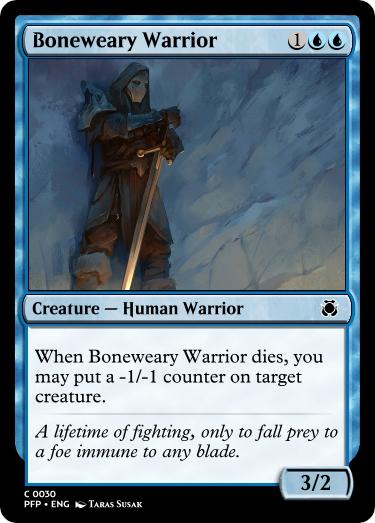 Boneweary Warrior 1
Creature — Human Warrior
When Boneweary Warrior dies, you
may put a -1/-1 counter on target
creature.
A lifetime of fighting, only to fall prey to
a foe immune to any blade.
3/2
C 0030
PFP • ENG Taras Susak